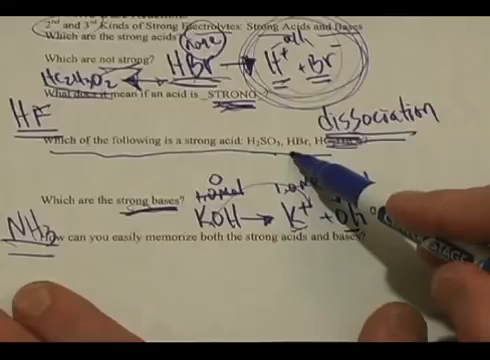 2nd and 3rd Kinds of Strong Electrolytes: Strong Acids and Bases
Which are the strong acids?
none all
Which are not strong? HBr → H+ + Br-
HC2H3O2
What does it mean if an acid is STRONG
HF dissociation
Which of the following is a strong acid: H2SO3, HBr,
0
Which are the strong bases? KOH → K+ + OH
NH3
How can you easily memorize both the strong acids and bases?
STAGE